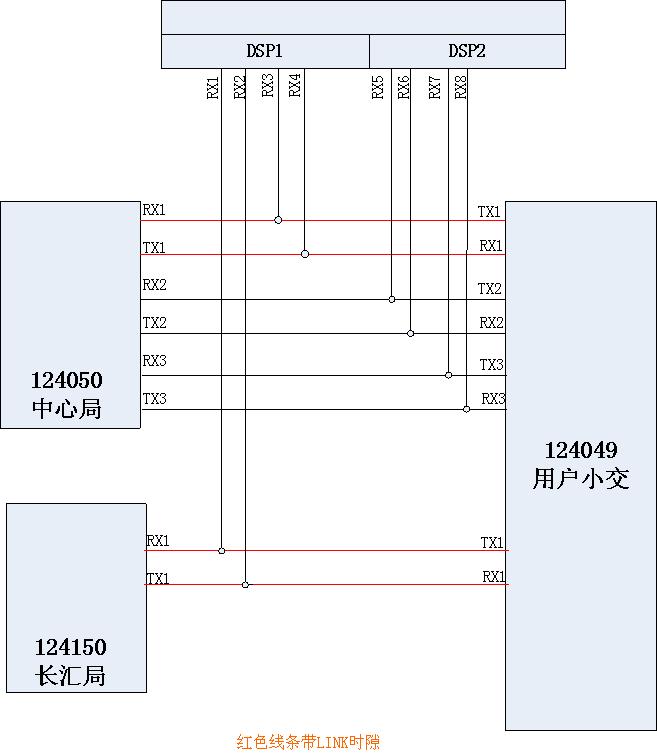 DSP1 DSP2
RX1 RX2 RX3 RX4 RX5 RX6 RX7 RX8
RX1 TX1
TX1 RX1
RX2 TX2
TX2 RX2
RX3 TX3
TX3 RX3
124050
中心局
124049
用户小交
RX1 TX1
TX1 RX1
124150
长汇局
红色线条带LINK时隙